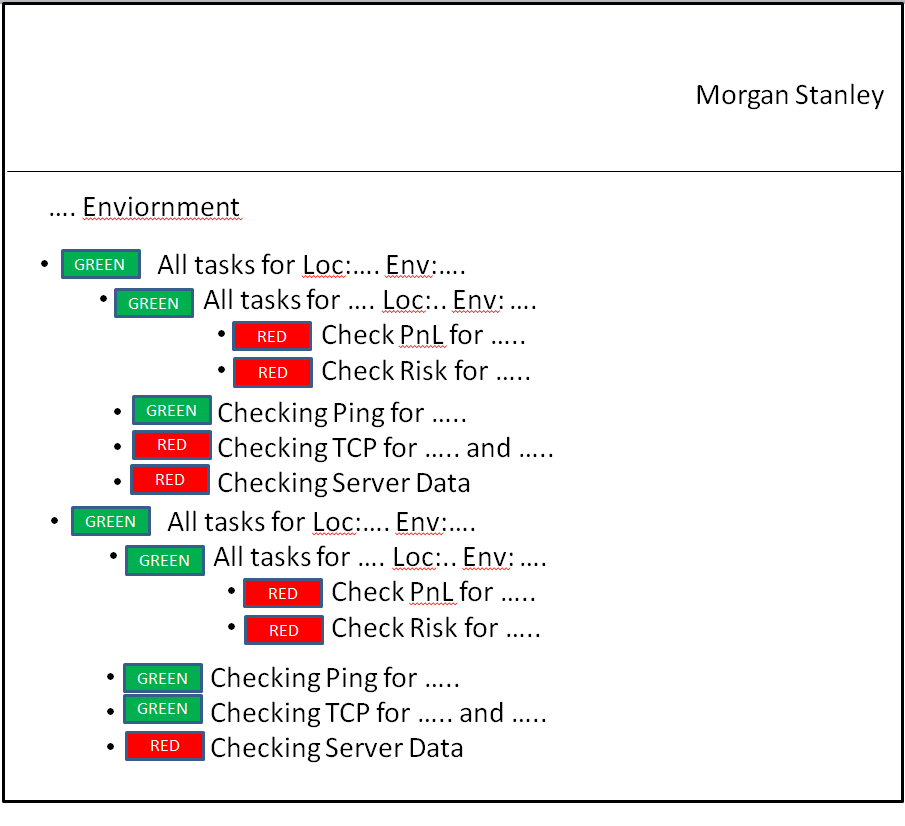 Morgan Stanley
.... Enviornment
• GREEN All tasks for Loc:.... Env:....
• GREEN All tasks for .... Loc:.. Env: ....
• RED Check PnL for .....
• RED Check Risk for .....
• GREEN Checking Ping for .....
• RED Checking TCP for ..... and .....
• RED Checking Server Data
• GREEN All tasks for Loc:.... Env:....
• GREEN All tasks for .... Loc:.. Env: ....
• RED Check PnL for .....
• RED Check Risk for .....
• GREEN Checking Ping for .....
• GREEN Checking TCP for ..... and .....
• RED Checking Server Data